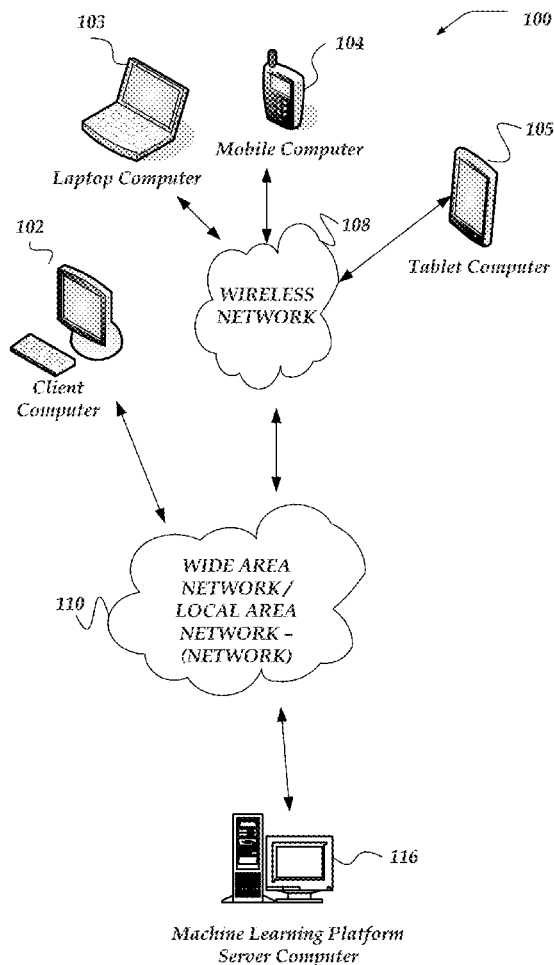 103
104
100
105
Mobile Computer
Laptop Computer
108
102
Tablet Computer
WIRELESS
NETWORK
Client
Computer
WIDE AREA
NETWORK /
LOCAL AREA
110
NETWORK –
(NETWORK)
116
Machine Learning Platform
Server Computer